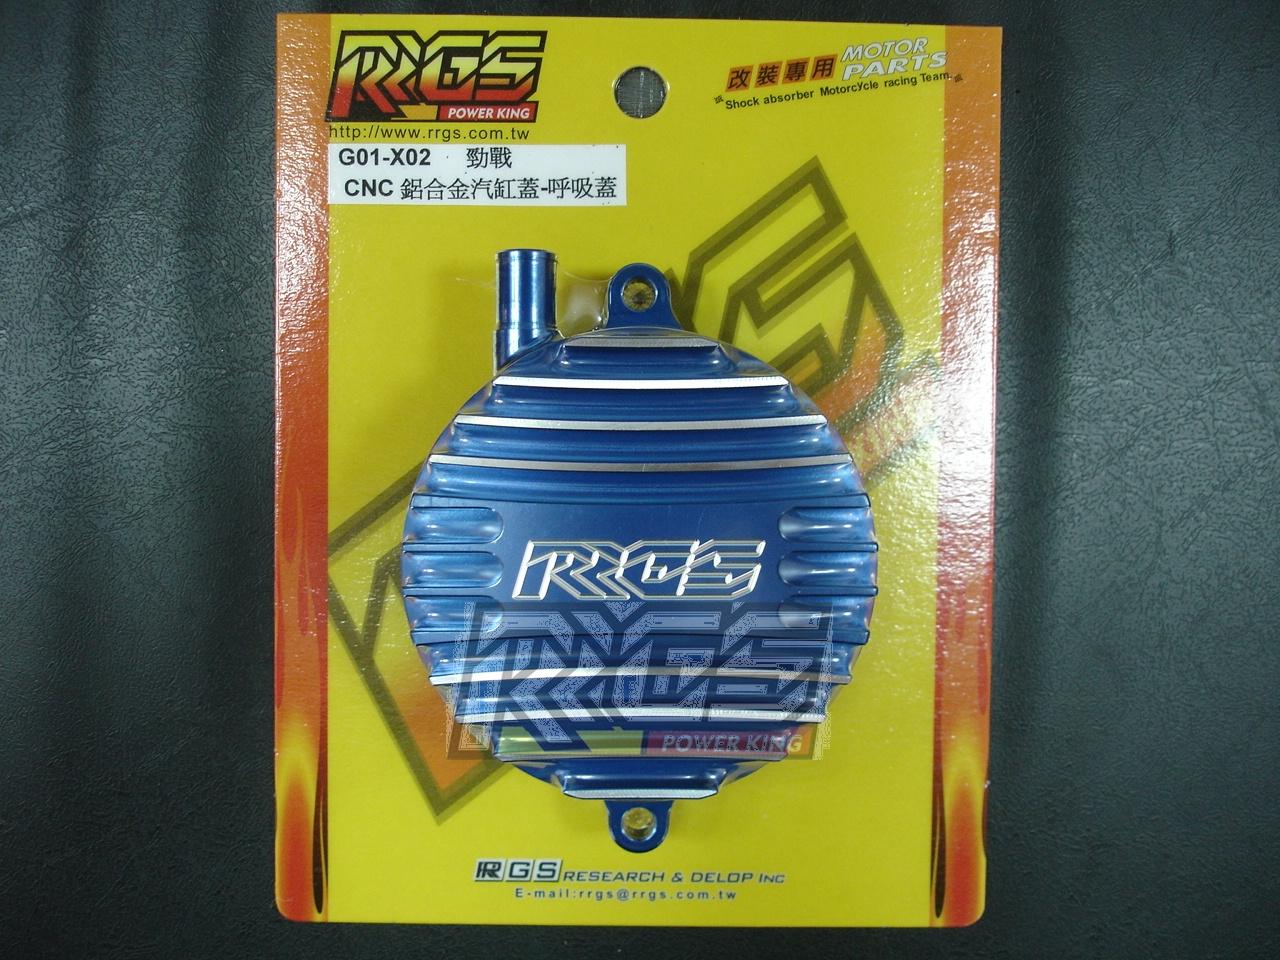 RRGS
POWER KING
http://www.rrgs.com.tw
改裝專用 MOTOR PARTS
Shock absorber Motorcycle racing Team.
G01-X02 勁戰
CNC 鋁合金汽缸蓋-呼吸蓋
RRGS
RRGS
POWER KING
RRGS RESEARCH & DELOP INC
E-mail:rrgs@rrgs.com.tw